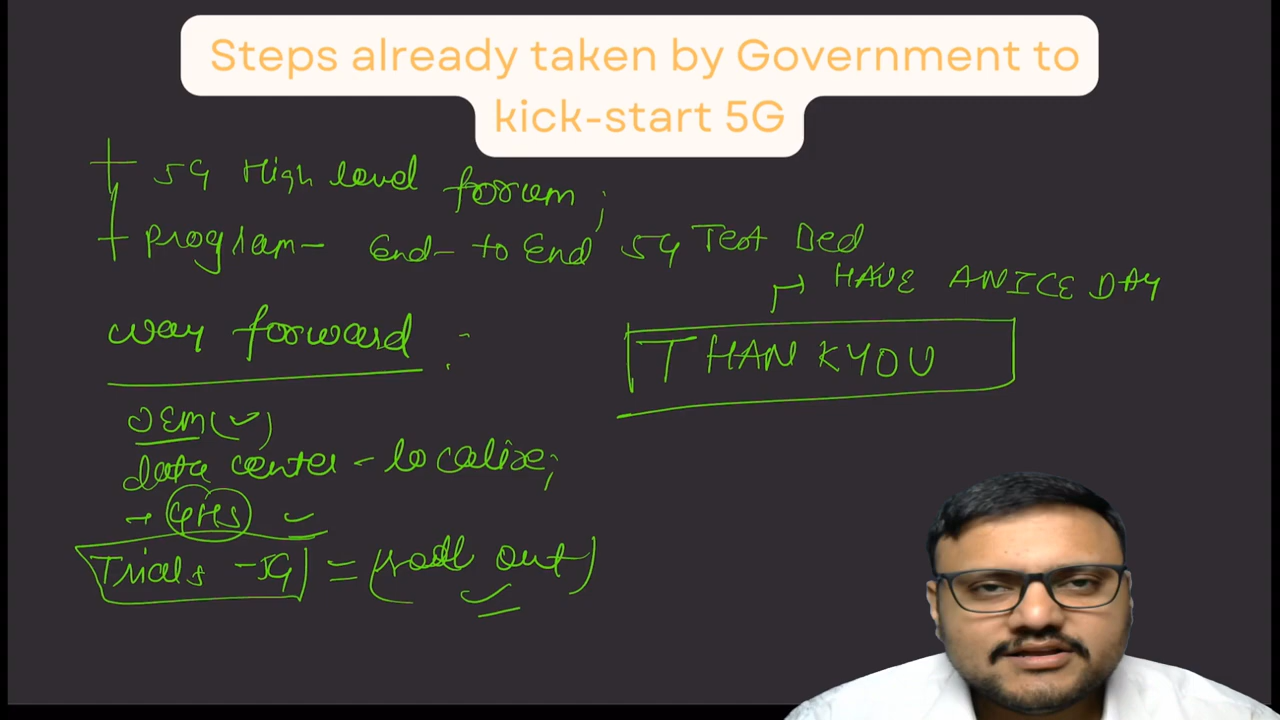 Steps already taken by Government to
kick-start 5G
5G High level forum;
program- End-to End 5G Test Bed
HAVE A NICE DAY
way forward :
THANKYOU
OEM(✓)
data center - localize;
Trials -5G = (roll out)